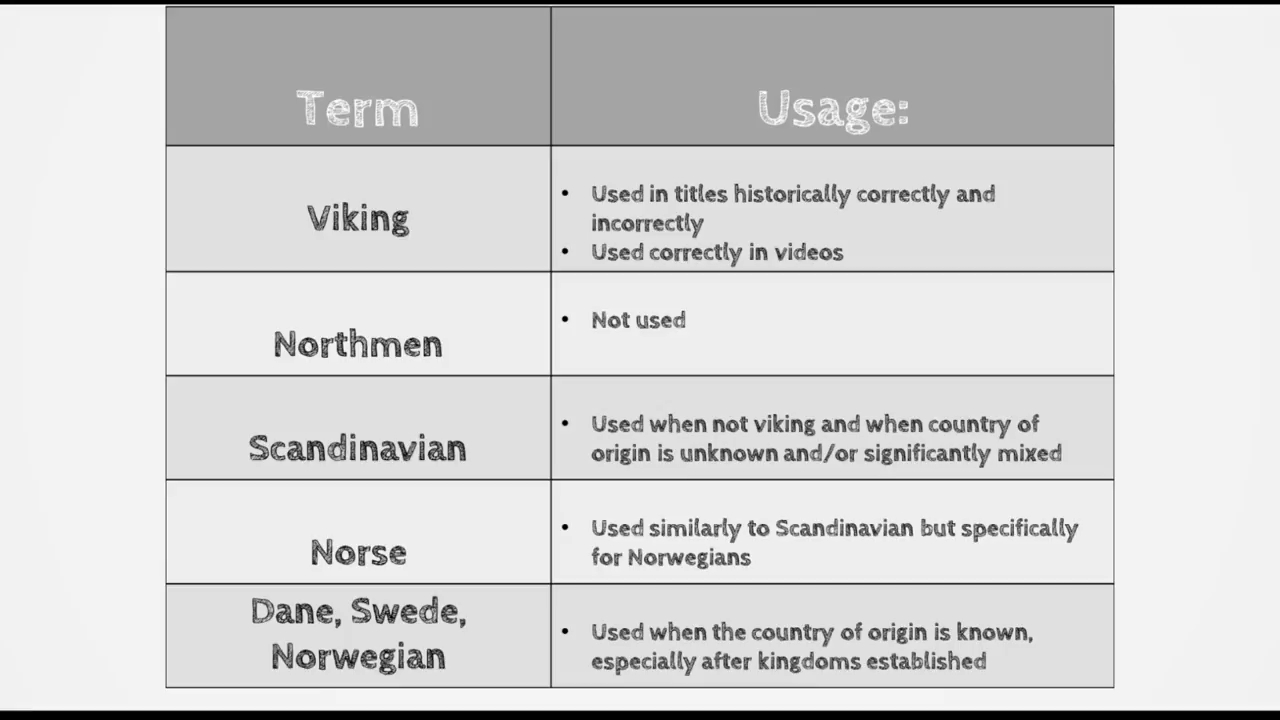 Term
Usage:
Viking
• Used in titles historically correctly and
incorrectly
• Used correctly in videos
Northmen
• Not used
Scandinavian
• Used when not viking and when country of
origin is unknown and/or significantly mixed
Norse
• Used similarly to Scandinavian but specifically
for Norwegians
Dane, Swede,
Norwegian
• Used when the country of origin is known,
especially after kingdoms established